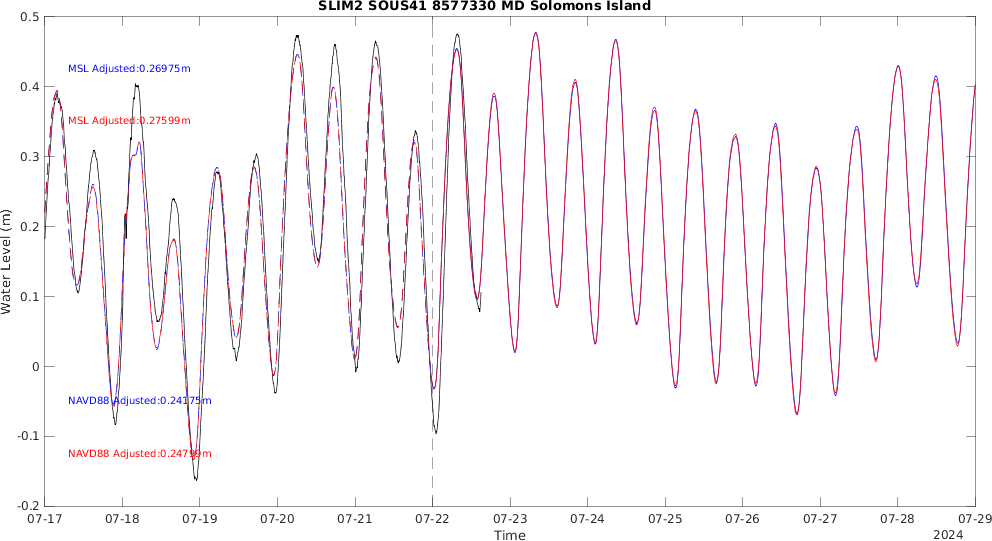 SLIM2 SOUS41 8577330 MD Solomons Island
Water Level (m)
0.5
0.4
0.3
0.2
0.1
0
-0.1
-0.2
MSL Adjusted:0.26975m
MSL Adjusted:0.27599m
NAVD88 Adjusted:0.24175m
NAVD88 Adjusted:0.24799m
07-17 07-18 07-19 07-20 07-21 07-22 07-23 07-24 07-25 07-26 07-27 07-28 07-29
Time
2024